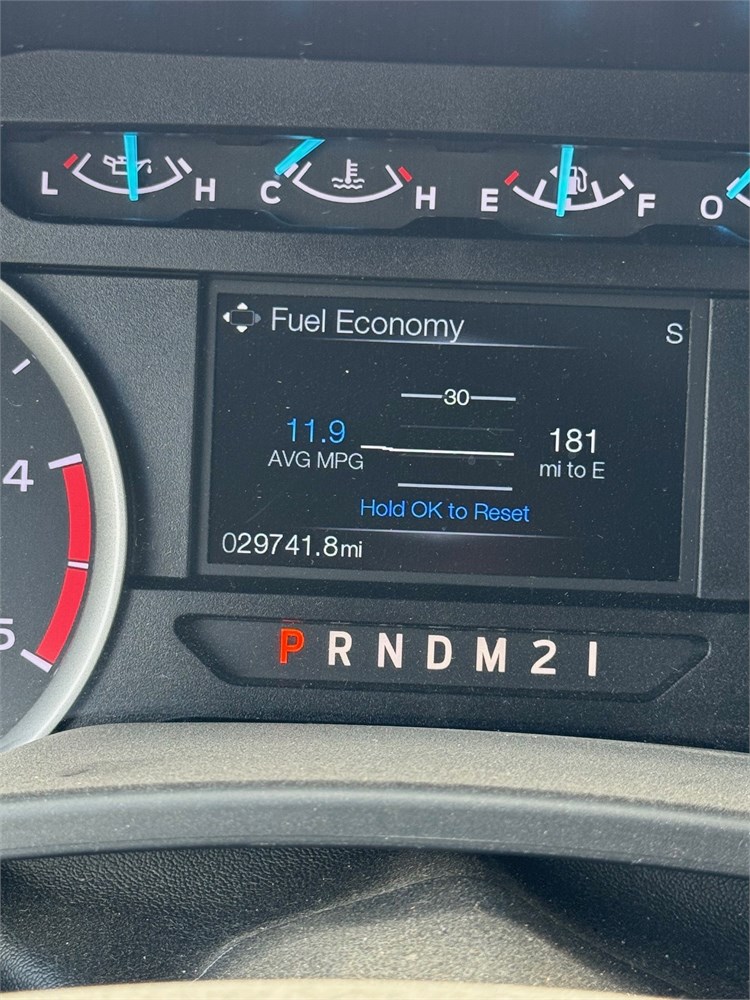 L H C H E F O
Fuel Economy S
30
11.9 181
AVG MPG mi to E
4
Hold OK to Reset
029741.8mi
5
P R N D M 2 1